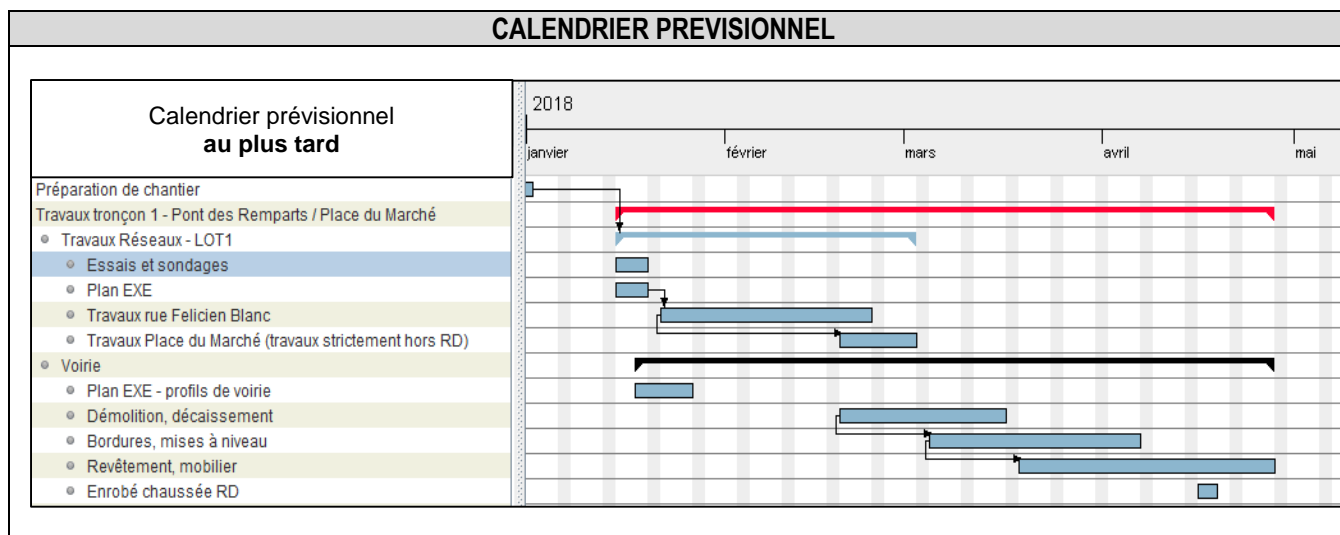 CALENDRIER PREVISIONNEL
Calendrier prévisionnel
au plus tard
2018
janvier février mars avril mai
Préparation de chantier
Travaux tronçon 1 - Pont des Remparts / Place du Marché
Travaux Réseaux - LOT1
Essais et sondages
Plan EXE
Travaux rue Felicien Blanc
Travaux Place du Marché (travaux strictement hors RD)
Voirie
Plan EXE - profils de voirie
Démolition, décaissement
Bordures, mises à niveau
Revêtement, mobilier
Enrobé chaussée RD